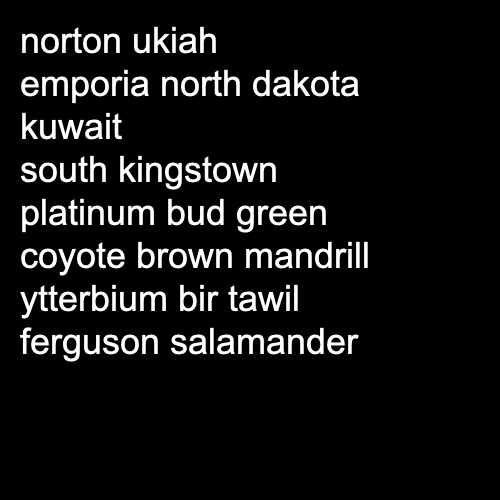 norton ukiah
emporia north dakota
kuwait
south kingstown
platinum bud green
coyote brown mandrill
ytterbium bir tawil
ferguson salamander